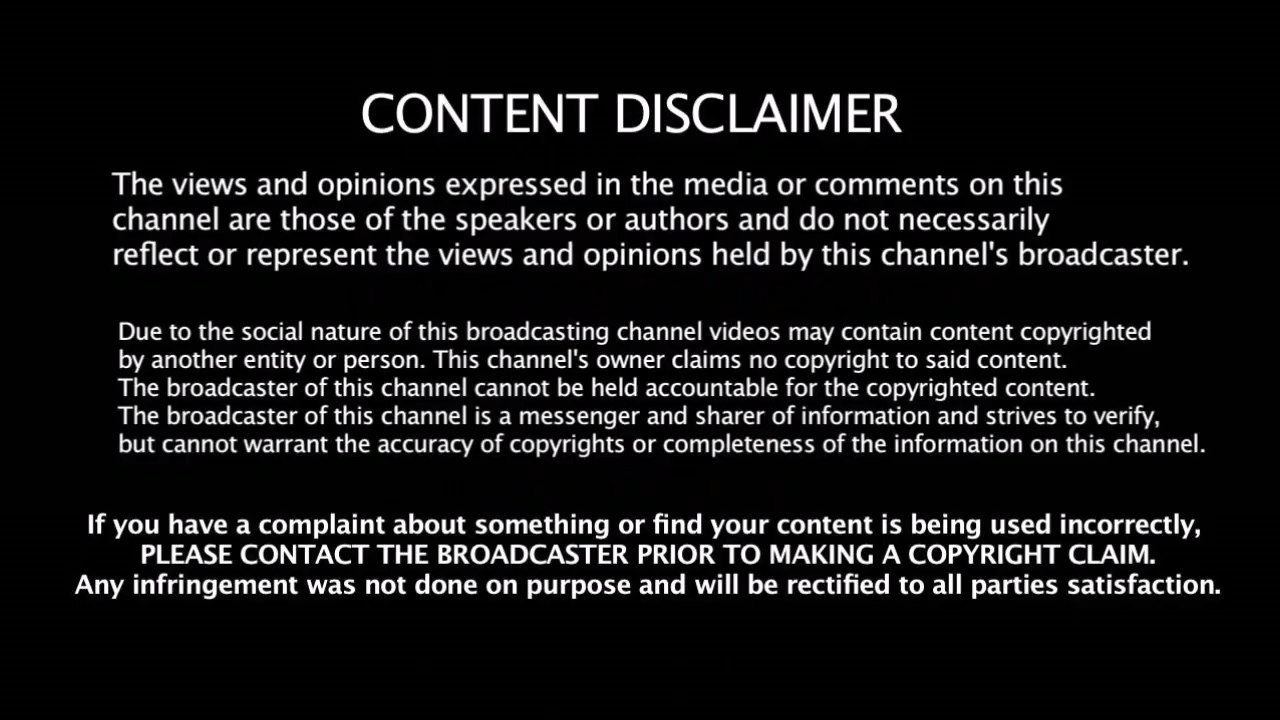 CONTENT DISCLAIMER
The views and opinions expressed in the media or comments on this
channel are those of the speakers or authors and do not necessarily
reflect or represent the views and opinions held by this channel's broadcaster.
Due to the social nature of this broadcasting channel videos may contain content copyrighted
by another entity or person. This channel's owner claims no copyright to said content.
The broadcaster of this channel cannot be held accountable for the copyrighted content.
The broadcaster of this channel is a messenger and sharer of information and strives to verify,
but cannot warrant the accuracy of copyrights or completeness of the information on this channel.
If you have a complaint about something or find your content is being used incorrectly,
PLEASE CONTACT THE BROADCASTER PRIOR TO MAKING A COPYRIGHT CLAIM.
Any infringement was not done on purpose and will be rectified to all parties satisfaction.